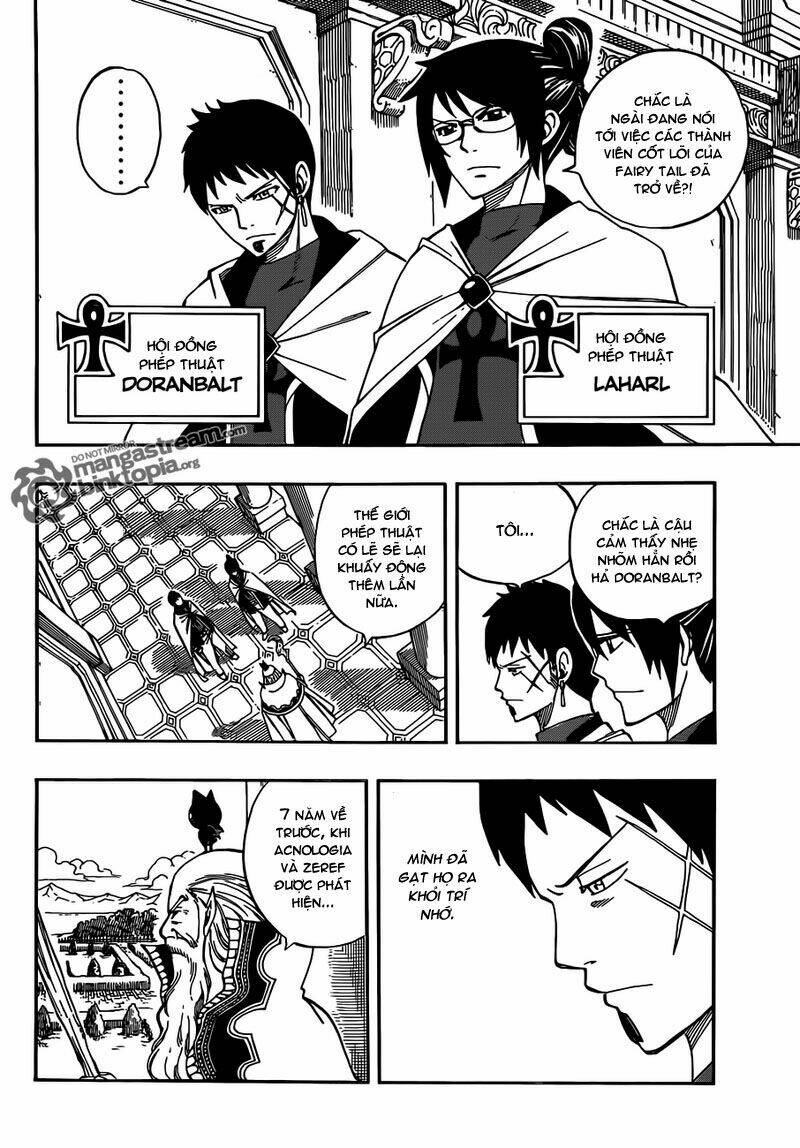 CHẮC LÀ
NGÀI ĐANG NÓI
TỚI VIỆC CÁC THÀNH
VIÊN CỐT LÕI CỦA
FAIRY TAIL ĐÃ
TRỞ VỀ?!
........
HỘI ĐỒNG
PHÉP THUẬT
DORANBALT
HỘI ĐỒNG
PHÉP THUẬT
LAHARL
DO NOT MIRROR
mangastream.com
binktopia.org
THẾ GIỚI
PHÉP THUẬT
CÓ LẼ SẼ LẠI
KHUẤY ĐỘNG
THÊM LẦN
NỮA.
TÔI...
CHẮC LÀ CẬU
CẢM THẤY NHẸ
NHÕM HẲN RỒI
HẢ DORANBALT?
7 NĂM VỀ
TRƯỚC, KHI
ACNOLOGIA
VÀ ZEREF
ĐƯỢC PHÁT
HIỆN...
MÌNH ĐÃ
GẠT HỌ RA
KHỎI TRÍ
NHỚ.